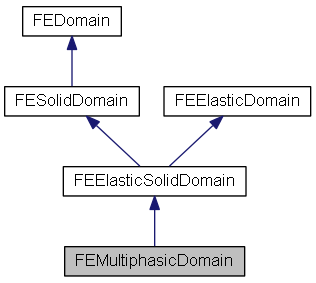 FEDomain
FESolidDomain
FEElasticDomain
FEElasticSolidDomain
FEMultiphasicDomain